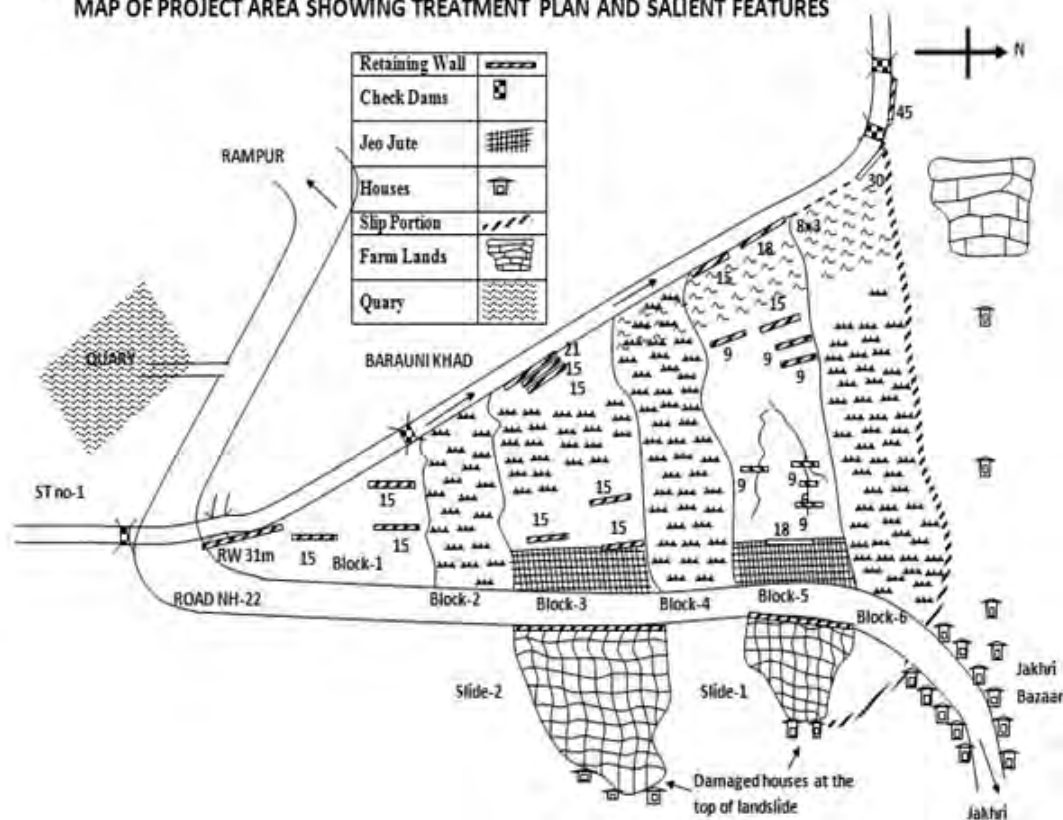 MAP OF PROJECT AREA SHOWING TREATMENT PLAN AND SALIENT FEATURES
N
Retaining Wall
Check Dams
Jeo Jute
Houses
Slip Portion
Farm Lands
Quary
RAMPUR
45
30
8x3
18
15
15
9
9
9
QUARY
BARAUNI KHAD
21
15
15
ST no-1
15
15
9
9
9
RW 31m
15
15
15
15
18
Block-1
ROAD NH-22
Block-2
Block-3
Block-4
Block-5
Block-6
Slide-2
Slide-1
Jakhri
Bazaar
Damaged houses at the
top of landslide
Jakhri